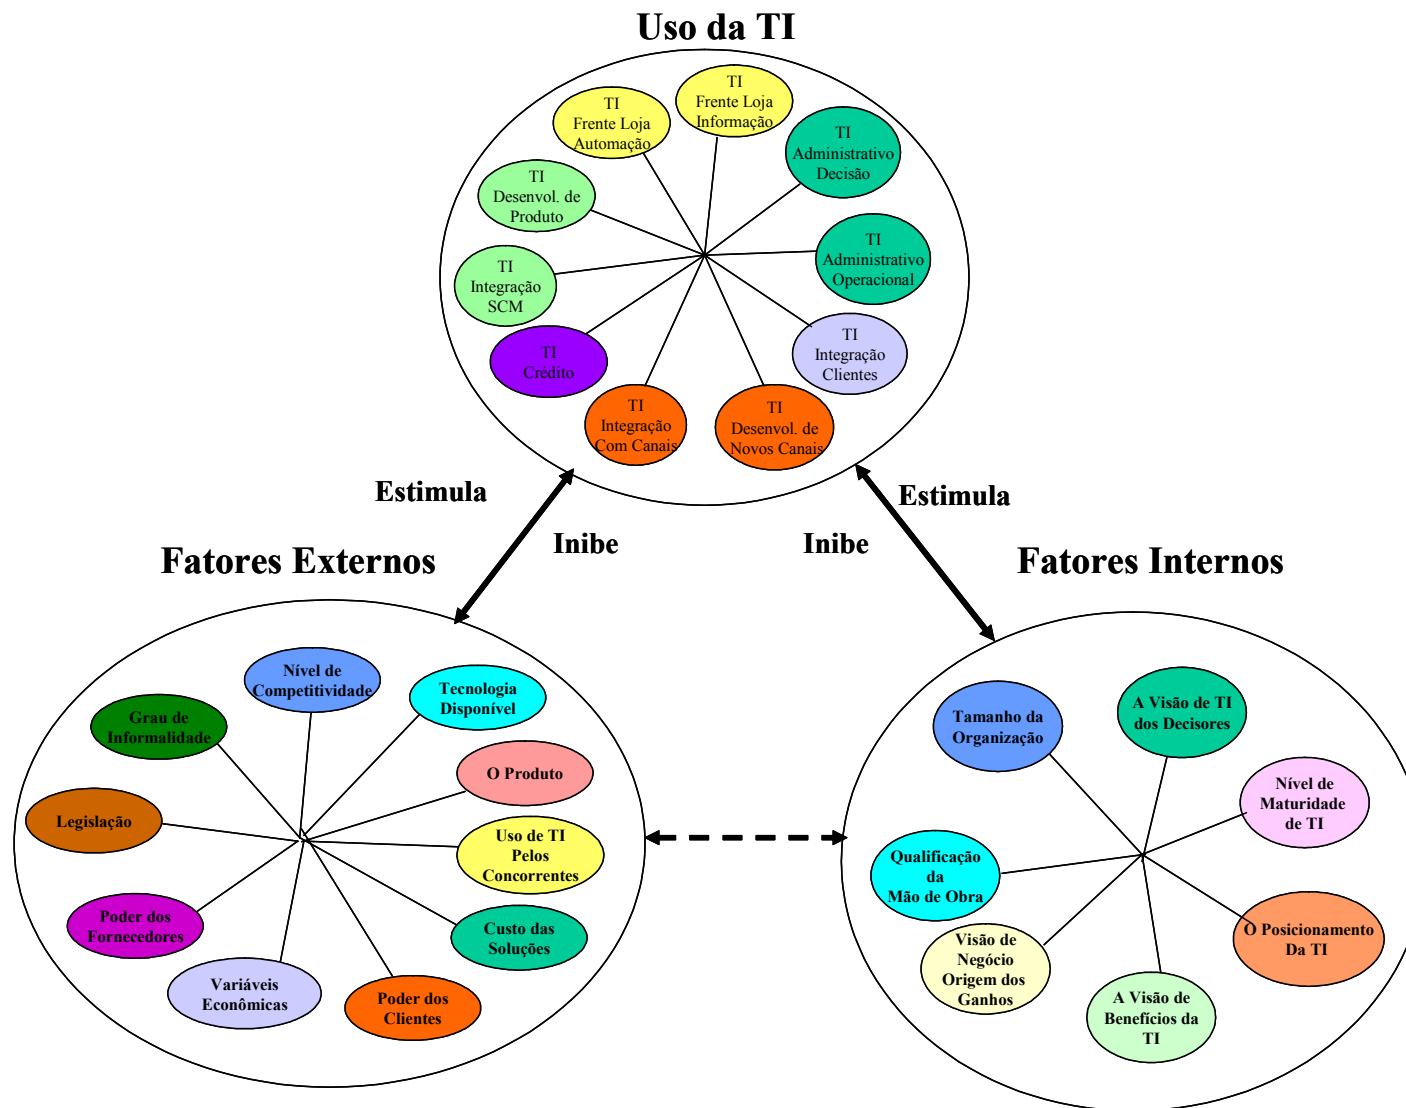 Uso da TI
TI
Frente Loja
Automação
TI
Frente Loja
Informação
TI
Administrativo
Decisão
TI
Desenvol. de
Produto
TI
Administrativo
Operacional
TI
Integração
SCM
TI
Integração
Clientes
TI
Crédito
TI
Integração
Com Canais
TI
Desenvol. de
Novos Canais
Estimula
Inibe
Estimula
Inibe
Fatores Externos
Nível de
Competitividade
Tecnologia
Disponível
Grau de
Informalidade
O Produto
Legislação
Uso de TI
Pelos
Concorrentes
Poder dos
Fornecedores
Custo das
Soluções
Variáveis
Econômicas
Poder dos
Clientes
Fatores Internos
Tamanho da
Organização
A Visão de TI
dos Decisores
Nível de
Maturidade
de TI
Qualificação
da
Mão de Obra
O Posicionamento
Da TI
Visão de
Negócio
Origem dos
Ganhos
A Visão de
Benefícios da
TI